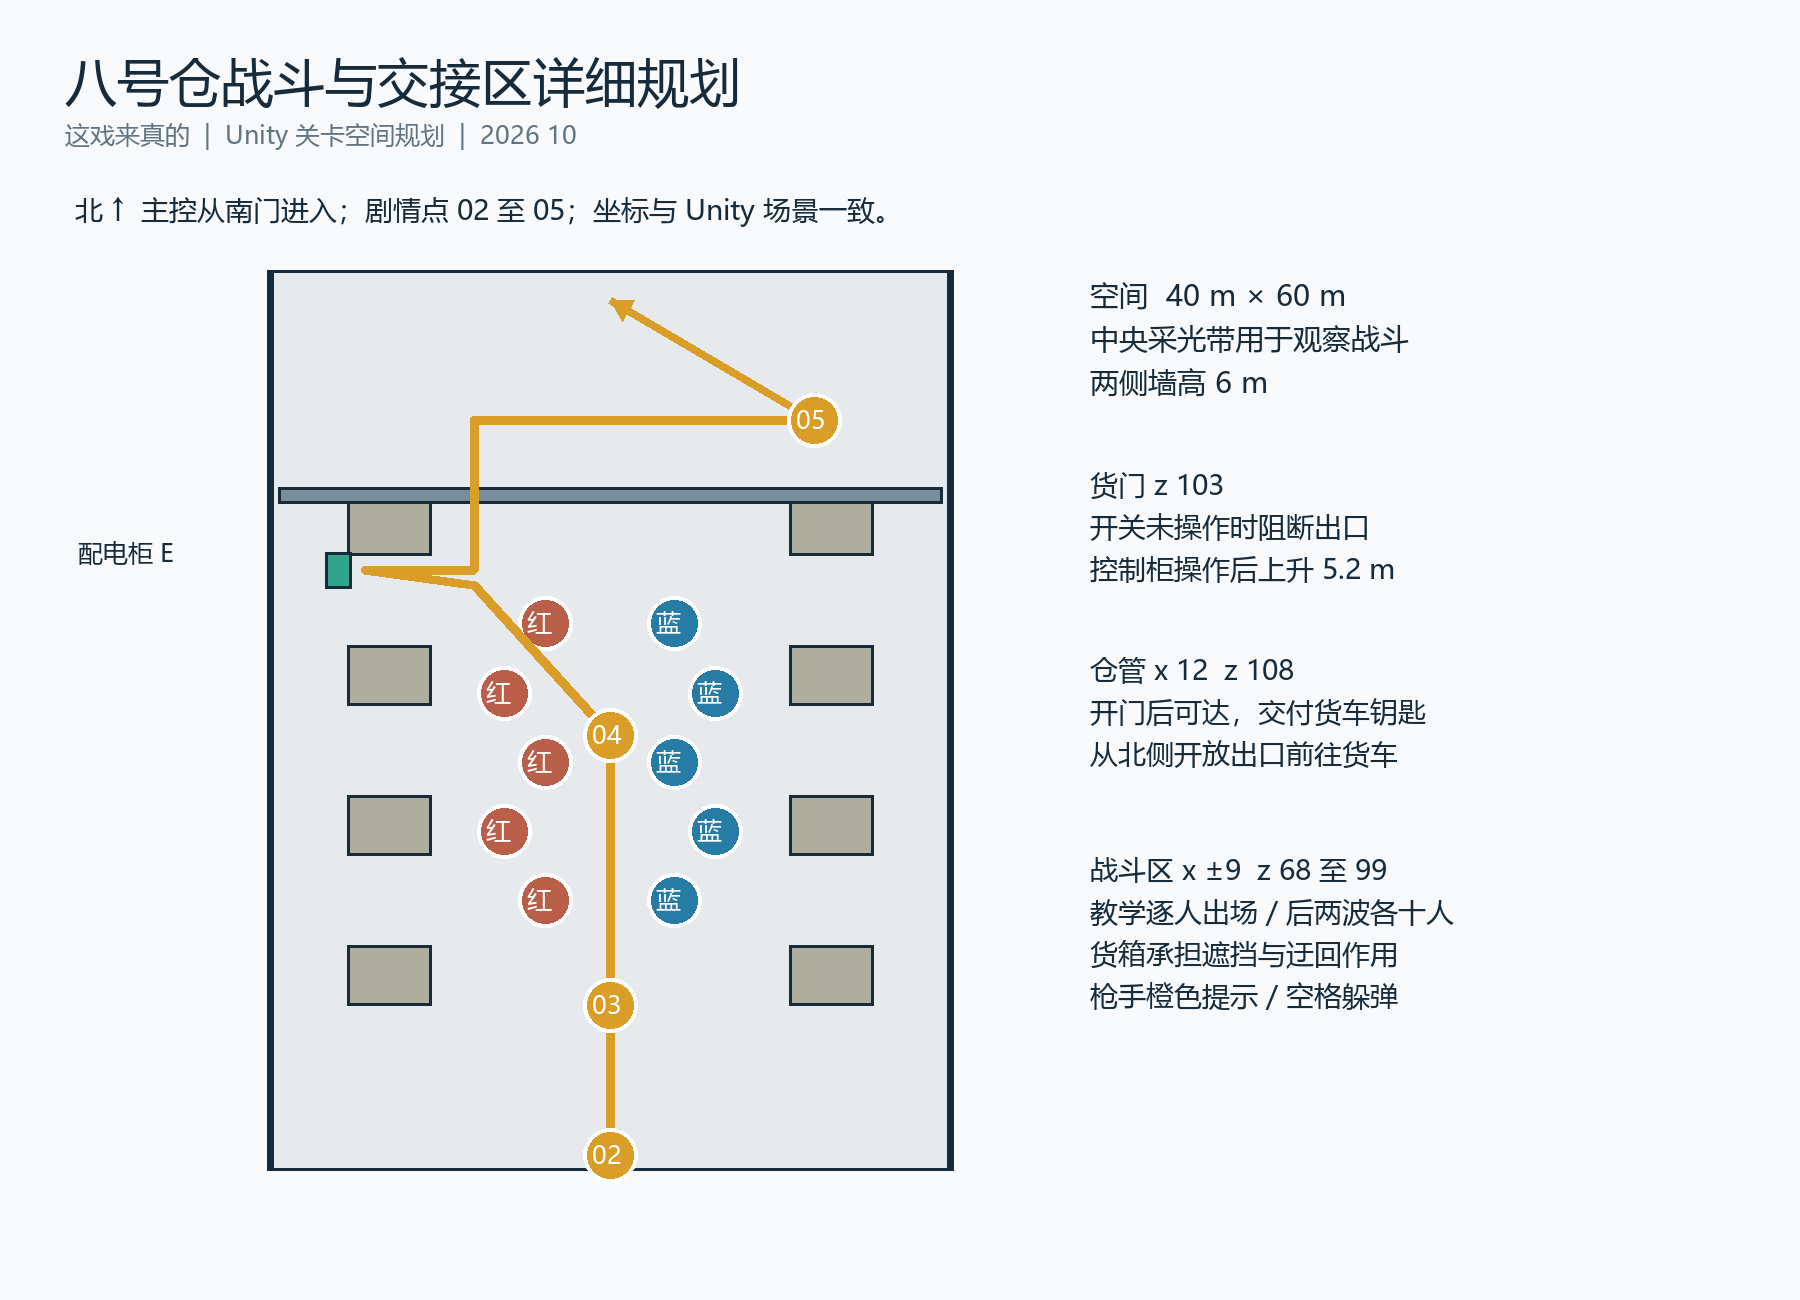 八号仓战斗与交接区详细规划
这戏来真的 | Unity 关卡空间规划 | 2026 10
北↑ 主控从南门进入；剧情点 02 至 05；坐标与 Unity 场景一致。
空间 40 m × 60 m
中央采光带用于观察战斗
两侧墙高 6 m
05
货门 z 103
开关未操作时阻断出口
控制柜操作后上升 5.2 m
配电柜 E
红 蓝
红 蓝
04
红 蓝
红 蓝
红 蓝
仓管 x 12 z 108
开门后可达，交付货车钥匙
从北侧开放出口前往货车
战斗区 x ±9 z 68 至 99
教学逐人出场 / 后两波各十人
货箱承担遮挡与迂回作用
枪手橙色提示 / 空格躲弹
03
02